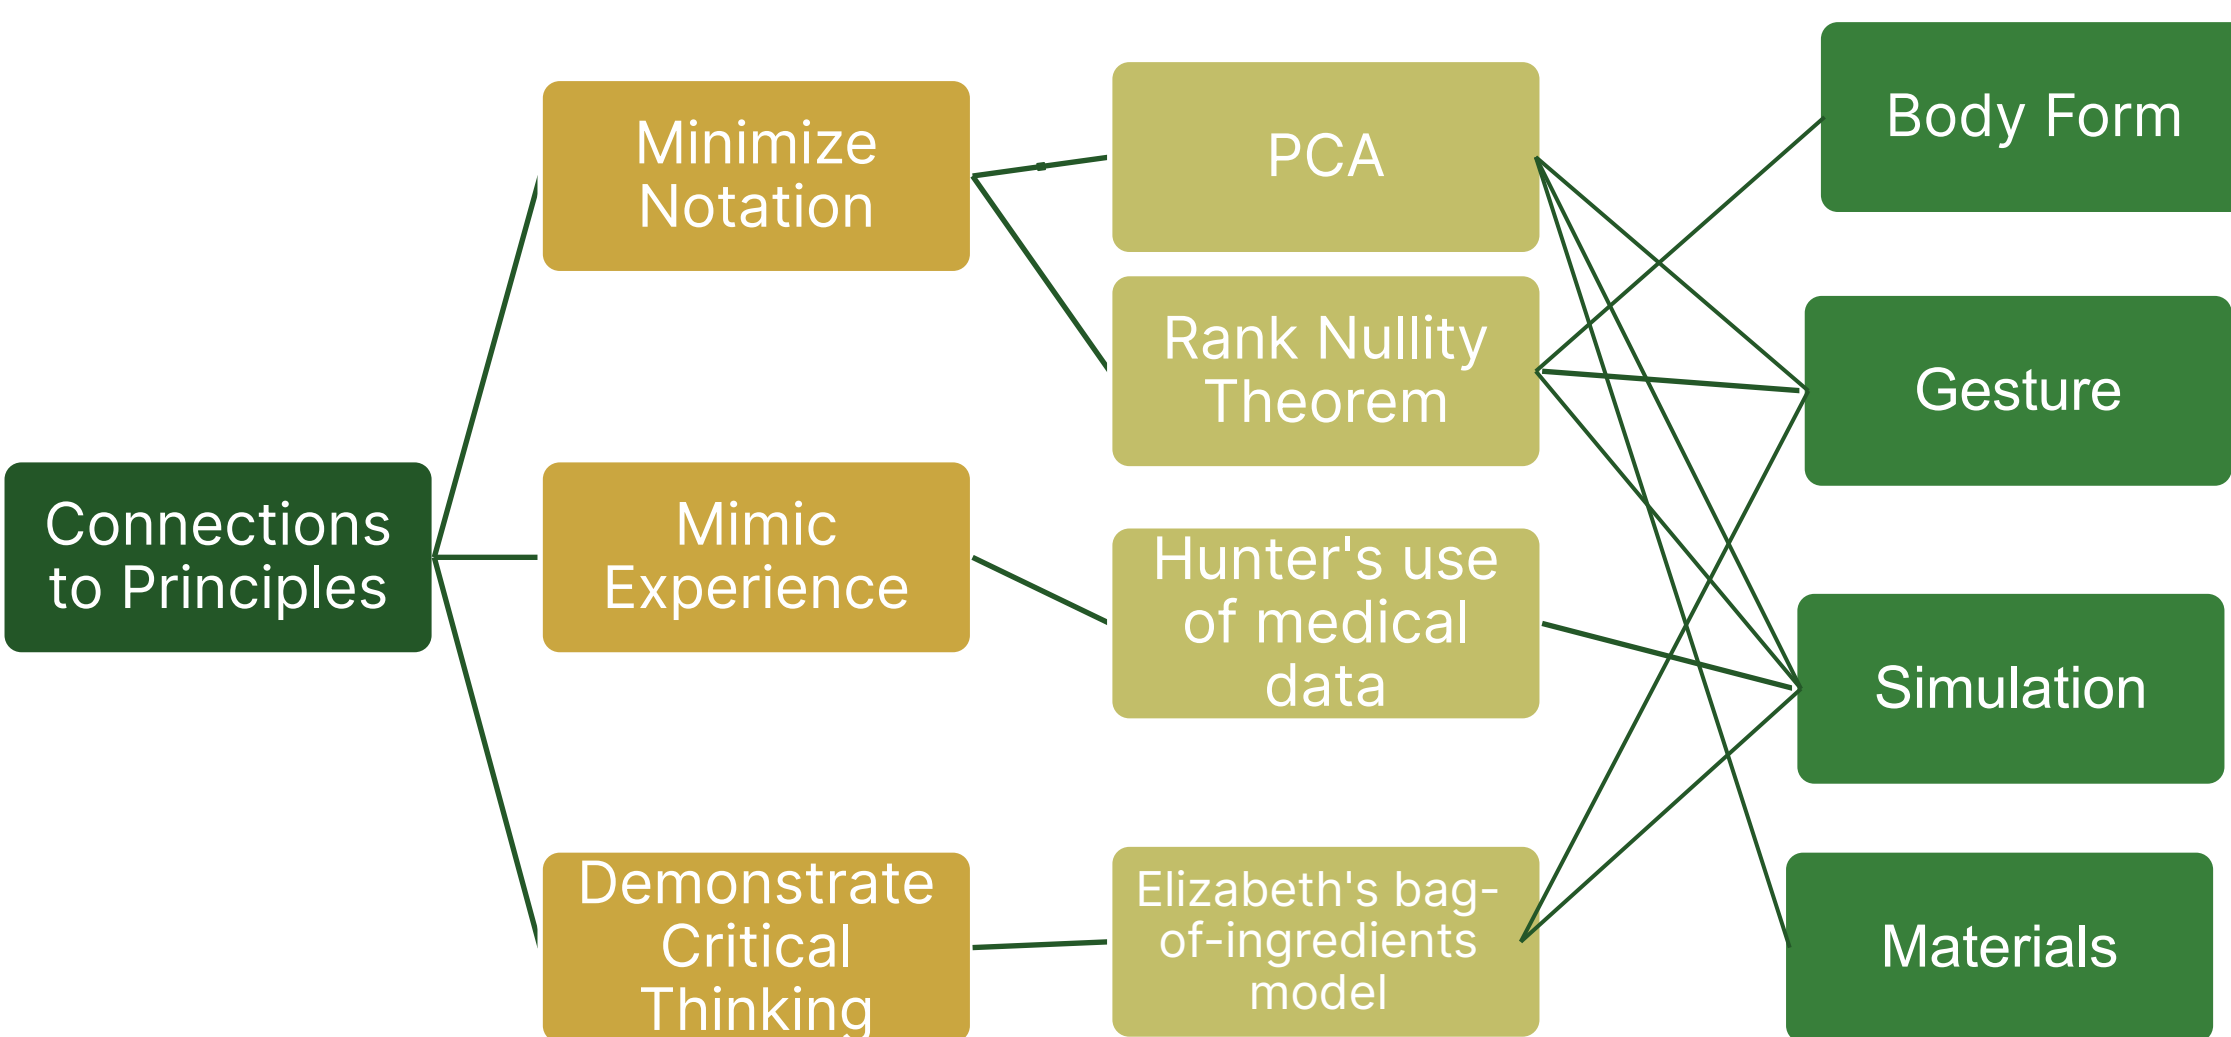 Connections
to Principles
Minimize
Notation
Mimic
Experience
Demonstrate
Critical
Thinking
PCA
Rank Nullity
Theorem
Hunter's use
of medical
data
Elizabeth's bag-
of-ingredients
model
Body Form
Gesture
Simulation
Materials